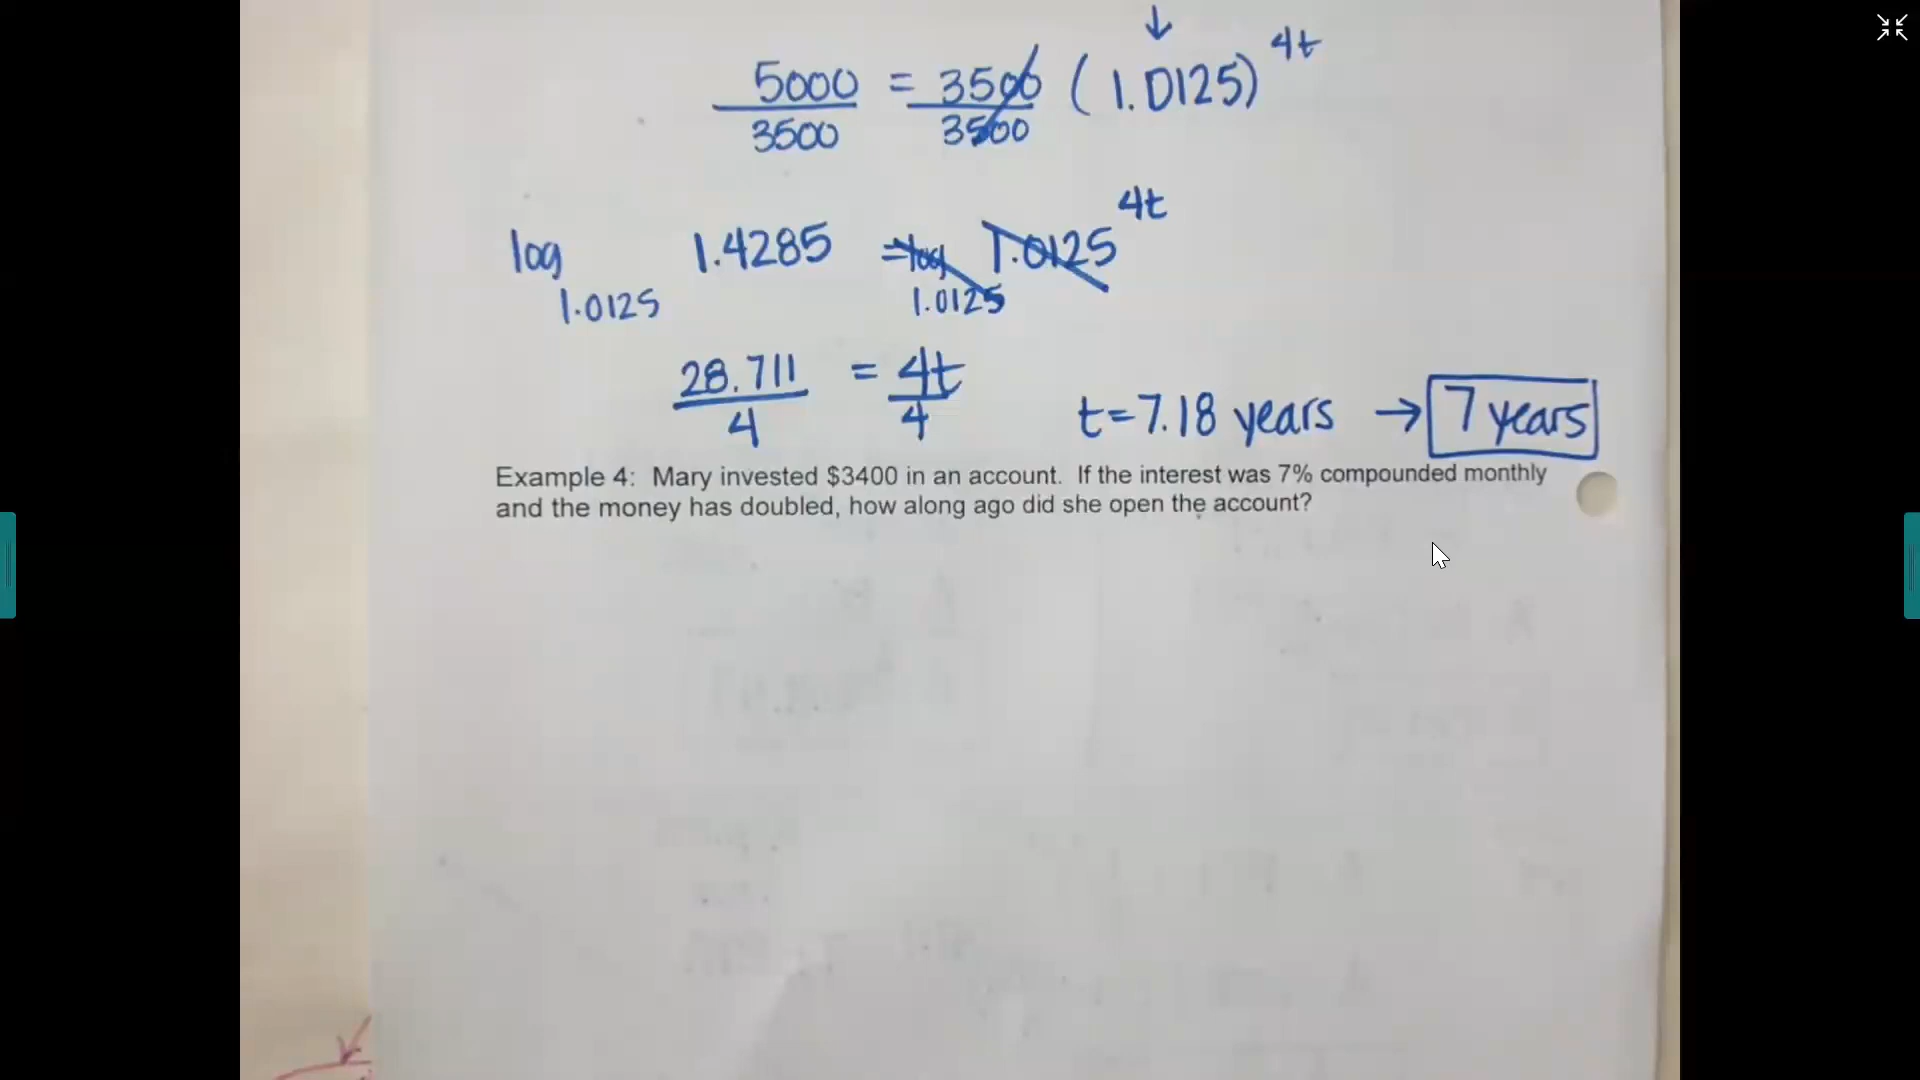 5000 = 3500 (1.0125)^4t
3500 3500
log 1.4285 = log 1.0125^4t
1.0125 1.0125
28.711 = 4t
4 4
t=7.18 years → 7 years
Example 4: Mary invested $3400 in an account. If the interest was 7% compounded monthly
and the money has doubled, how along ago did she open the account?